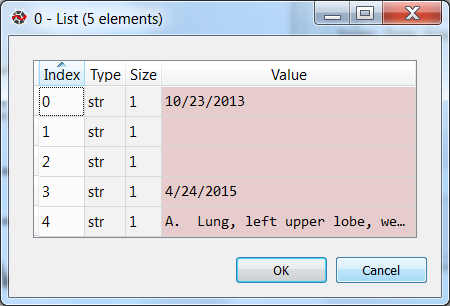 0 - List (5 elements)
Index Type Size Value
0 str 1 10/23/2013
1 str 1
2 str 1
3 str 1 4/24/2015
4 str 1 A.  Lung, left upper lobe, we…
OK Cancel